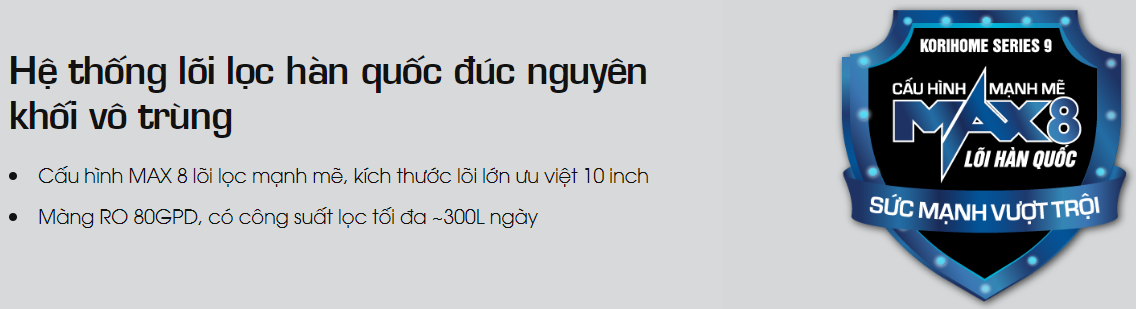 Hệ thống lõi lọc hàn quốc đúc nguyên
khối vô trùng
• Cấu hình MAX 8 lõi lọc mạnh mẽ, kích thước lõi lớn ưu việt 10 inch
• Màng RO 80GPD, có công suất lọc tối đa ~300L ngày
KORIHOME SERIES 9
CẤU HÌNH MẠNH MẼ
MAX8
LÕI HÀN QUỐC
SỨC MẠNH VƯỢT TRỘI